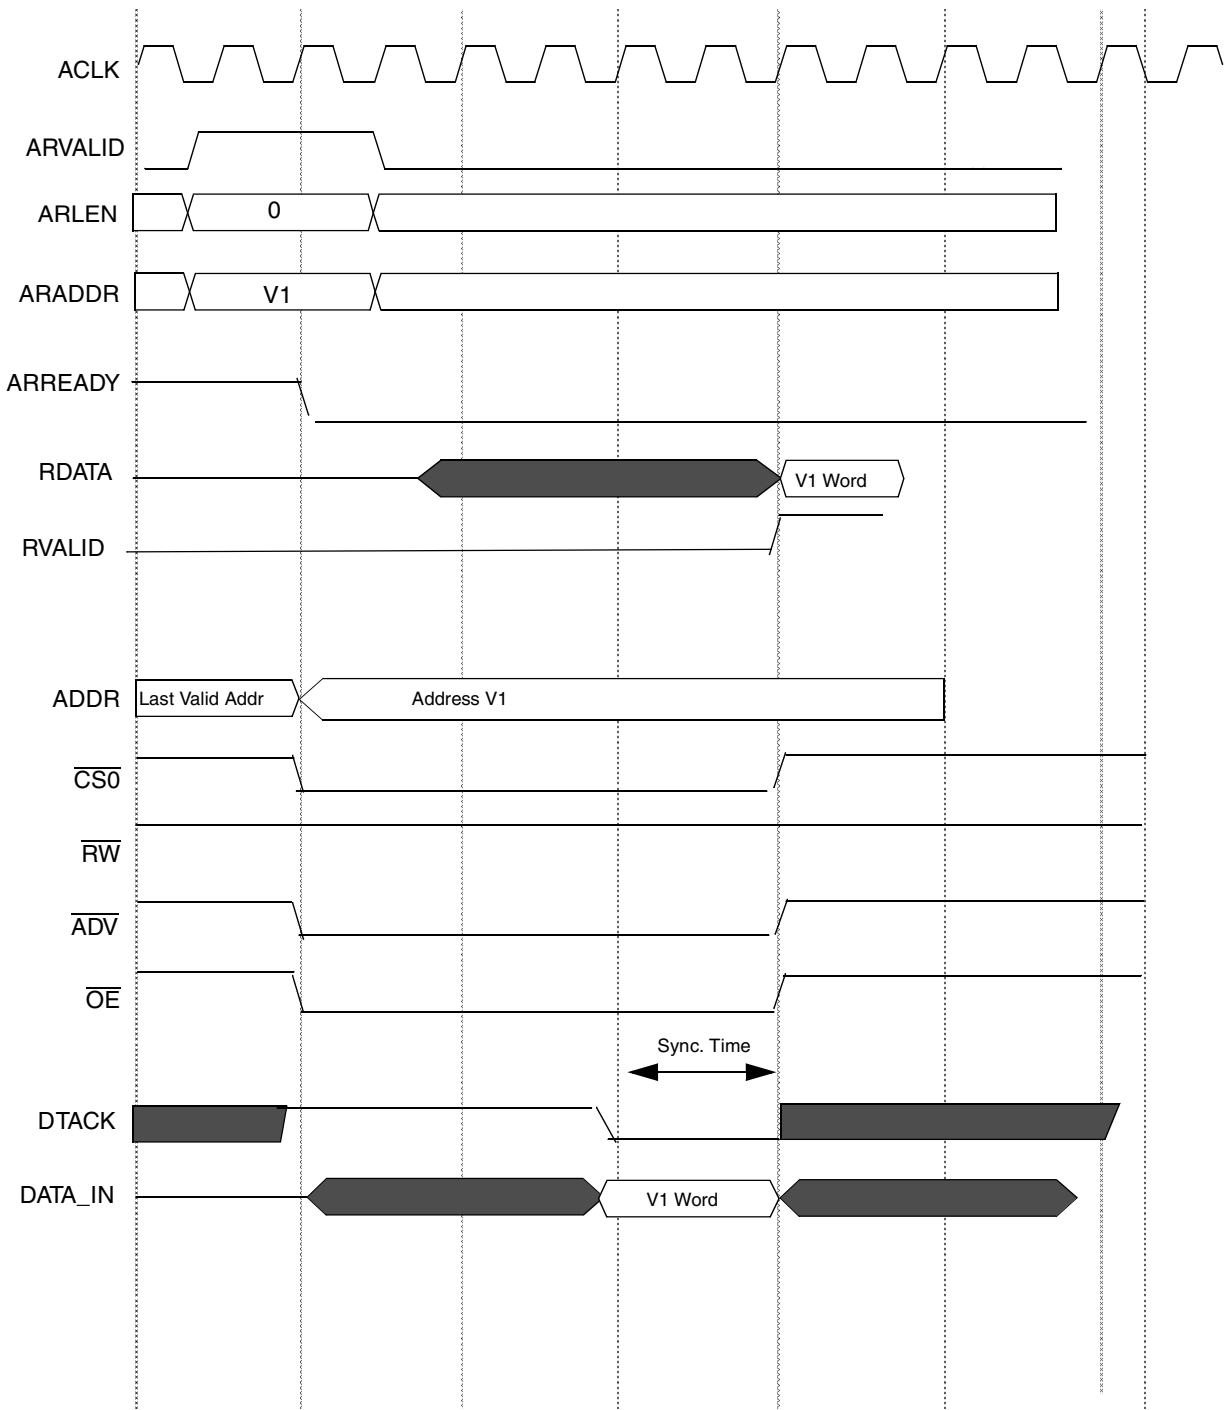 ACLK
ARVALID
ARLEN
0
ARADDR
V1
ARREADY
RDATA
V1 Word
RVALID
ADDR
Last Valid Addr
Address V1
CS0
RW
ADV
OE
Sync. Time
DTACK
DATA_IN
V1 Word